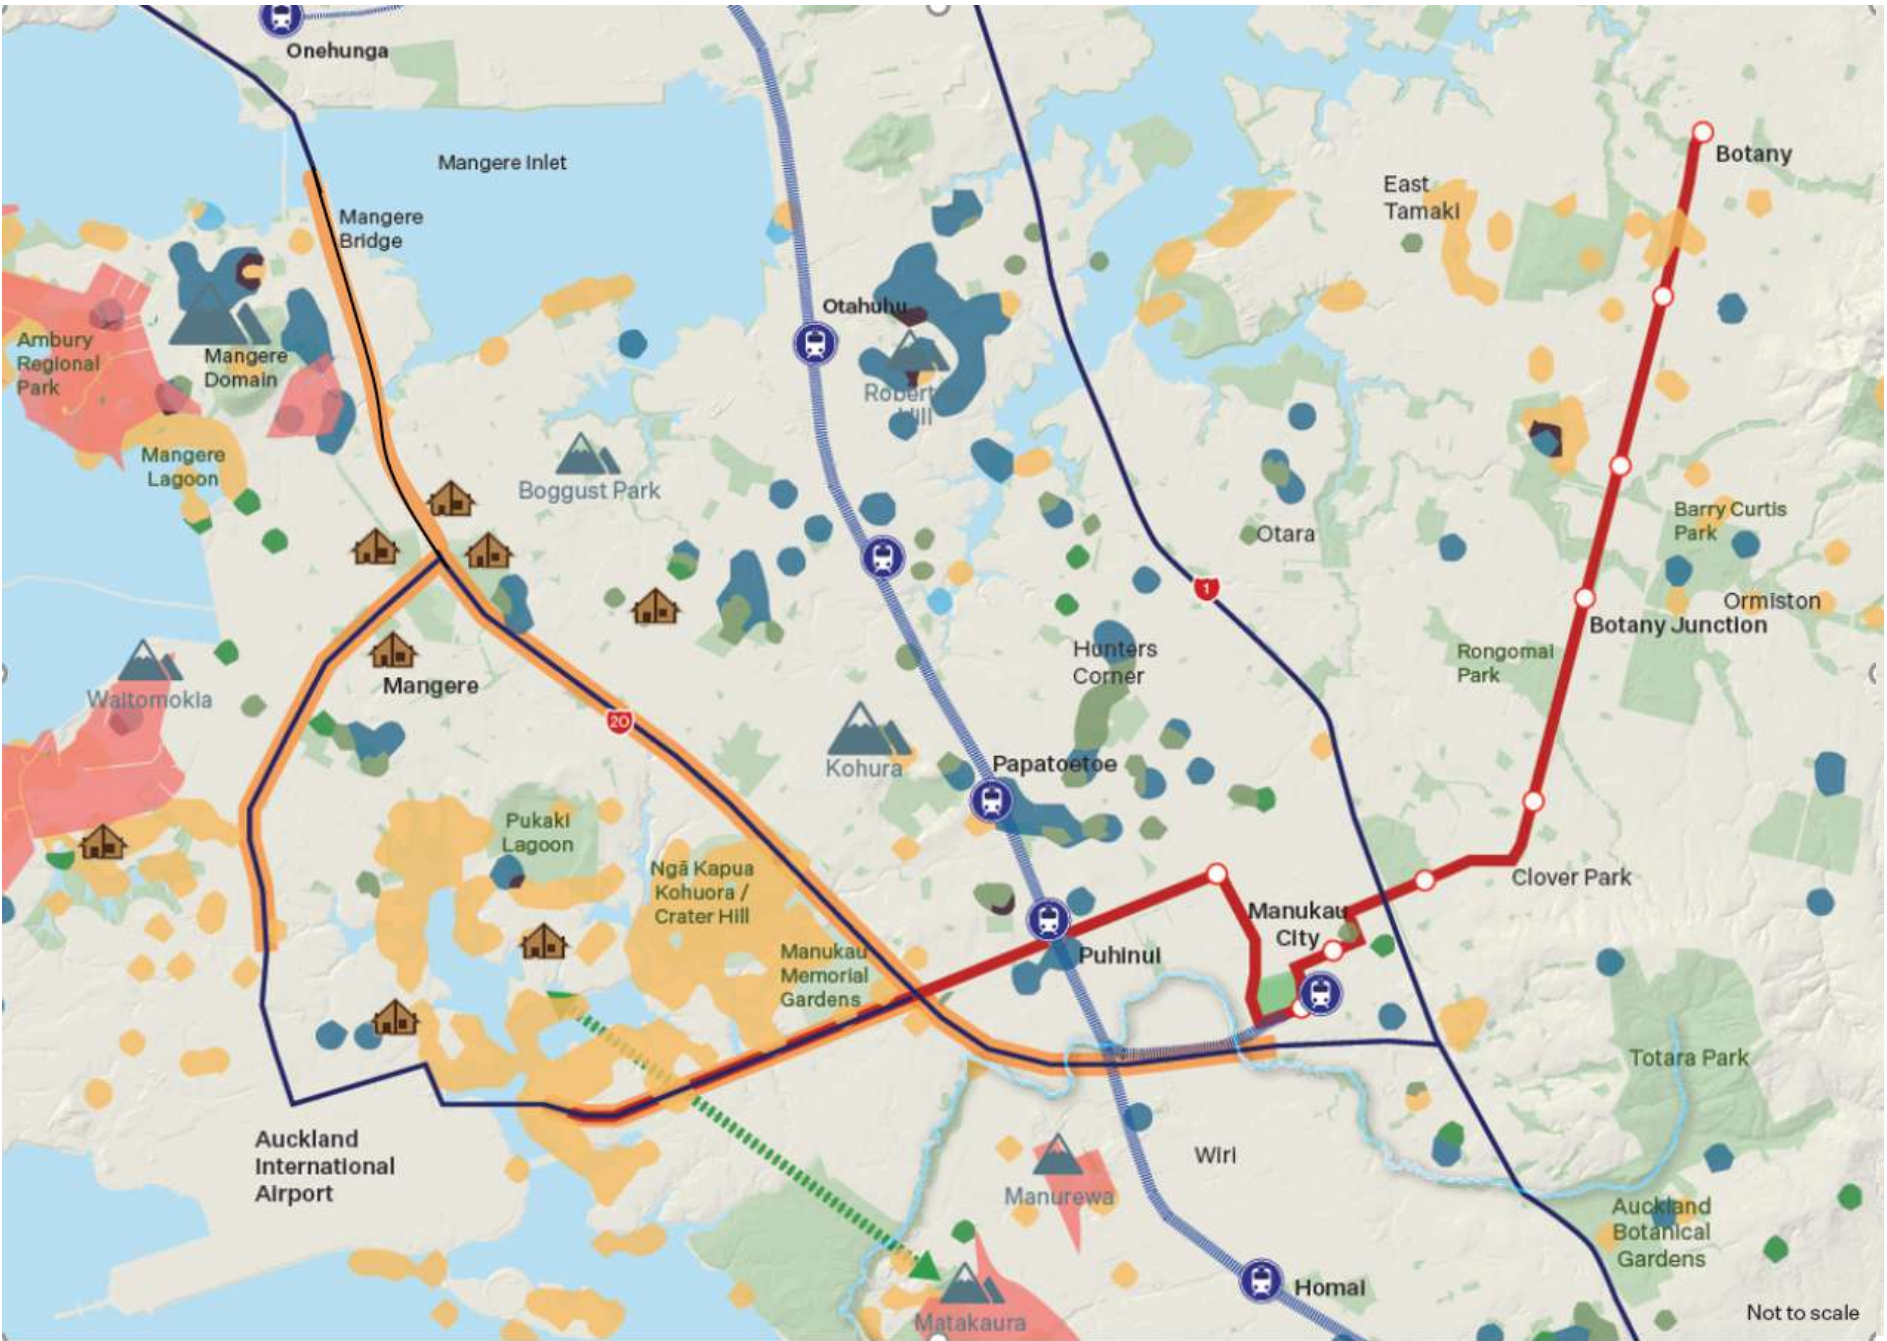 Onehunga
Mangere Inlet
Botany
East
Tamaki
Mangere
Bridge
Otahuhu
Ambury
Regional
Park
Mangere
Domain
Robert
Hill
Mangere
Lagoon
Boggust Park
Barry Curtis
Park
Otara
1
Ormiston
Botany Junction
Hunters
Corner
Rongomai
Park
Waitomokia
Mangere
20
Kohura
Papatoetoe
Pukaki
Lagoon
Ngā Kapua
Kohuora /
Crater Hill
Clover Park
Manukau
City
Manukau
Memorial
Gardens
Puhinui
Totara Park
Auckland
International
Airport
Wiri
Manurewa
Auckland
Botanical
Gardens
Homai
Matakaura
Not to scale